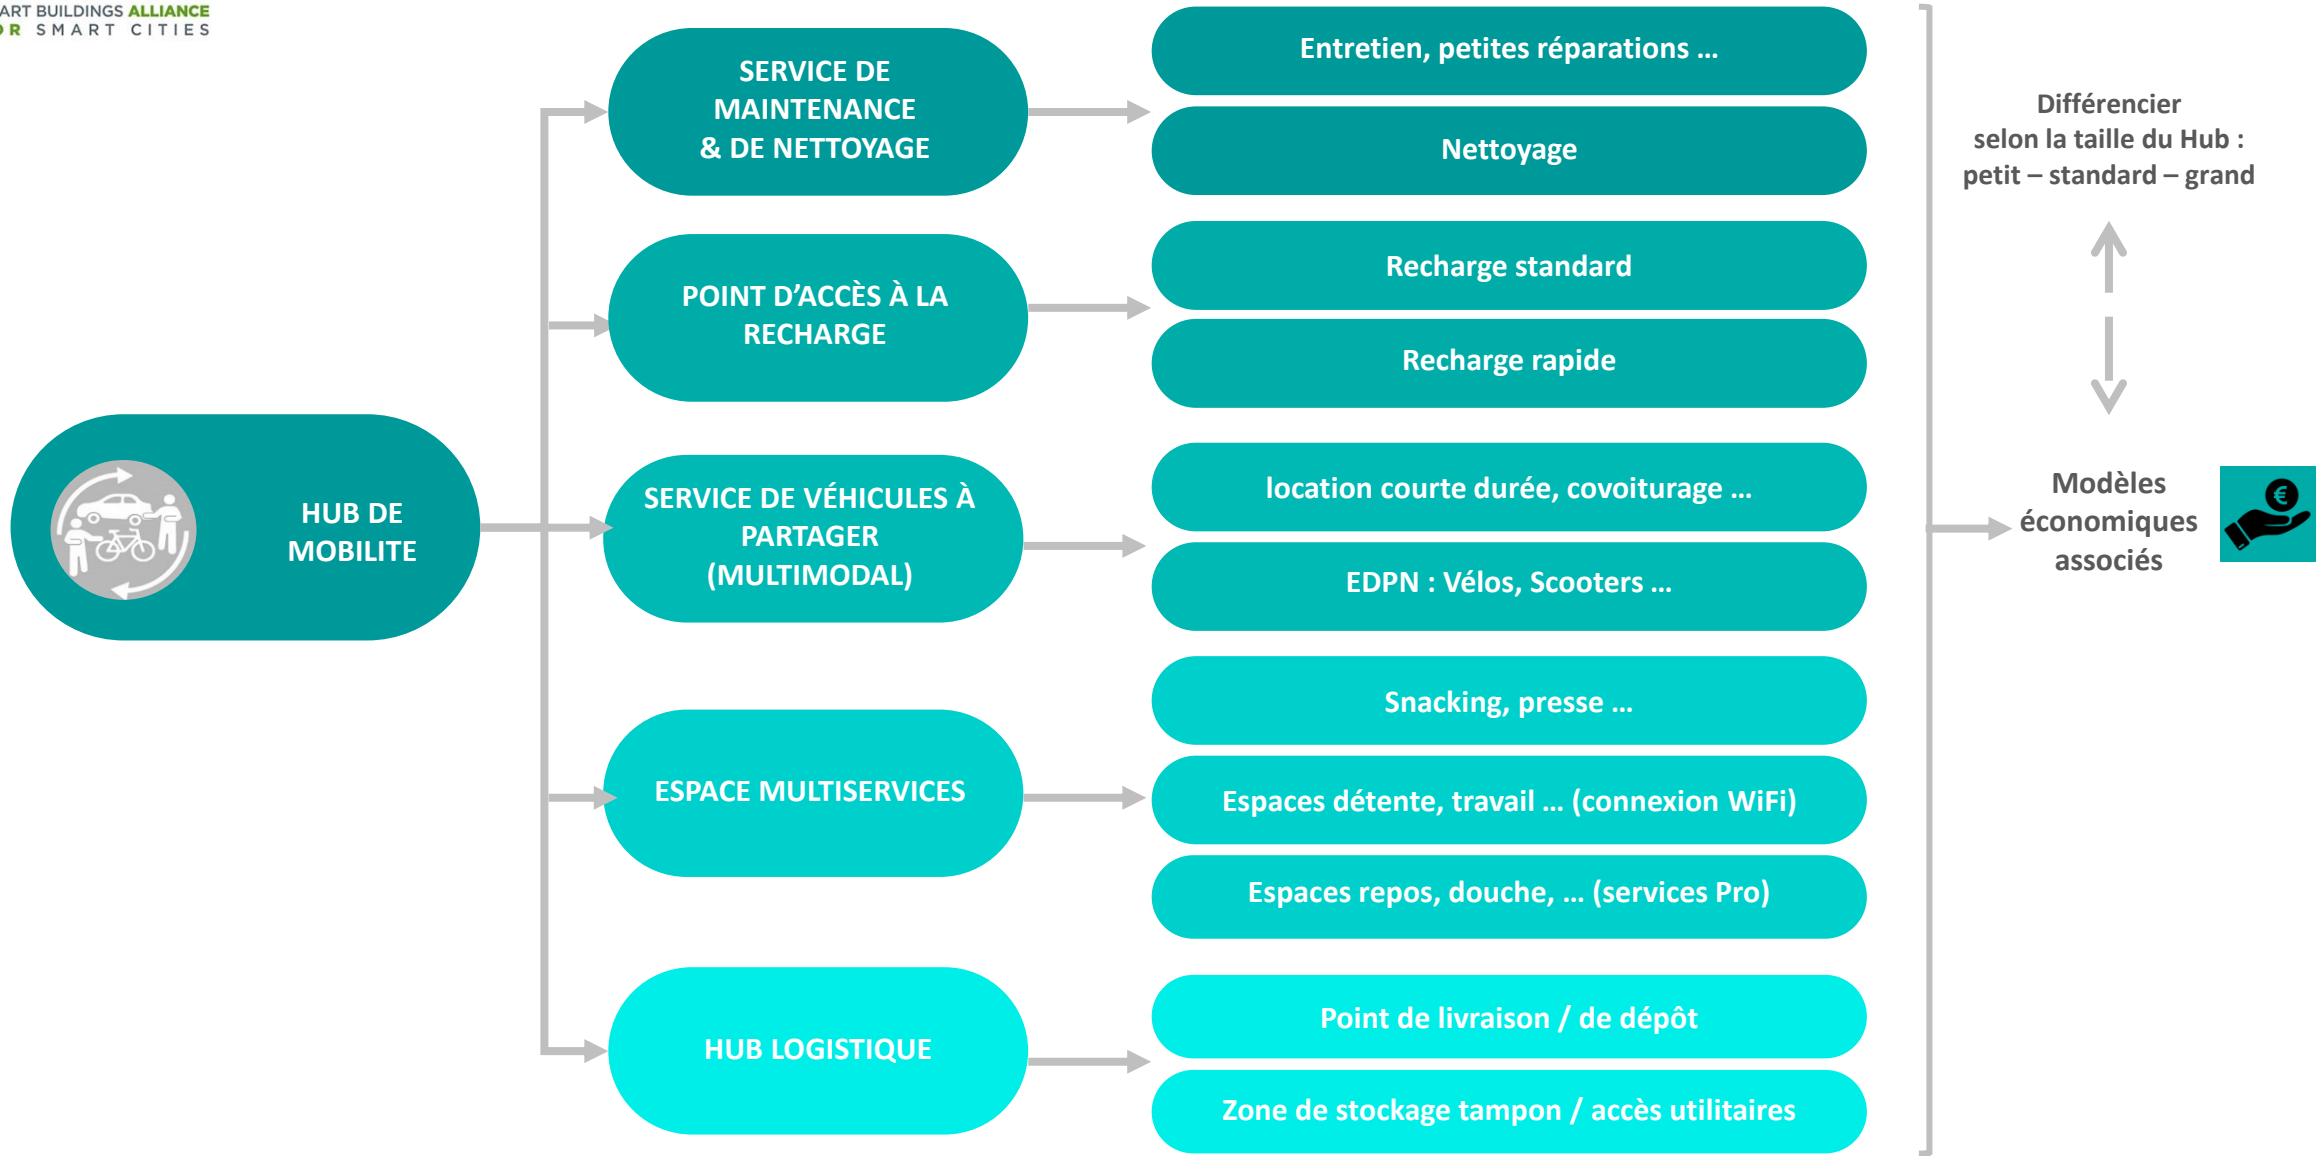 ART BUILDINGS ALLIANCE
OR SMART CITIES
HUB DE
MOBILITE
SERVICE DE
MAINTENANCE
& DE NETTOYAGE
Entretien, petites réparations ...
Nettoyage
POINT D’ACCÈS À LA
RECHARGE
Recharge standard
Recharge rapide
SERVICE DE VÉHICULES À
PARTAGER
(MULTIMODAL)
location courte durée, covoiturage ...
EDPN : Vélos, Scooters ...
ESPACE MULTISERVICES
Snacking, presse ...
Espaces détente, travail ... (connexion WiFi)
Espaces repos, douche, ... (services Pro)
HUB LOGISTIQUE
Point de livraison / de dépôt
Zone de stockage tampon / accès utilitaires
Différencier
selon la taille du Hub :
petit – standard – grand
Modèles
économiques
associés
€